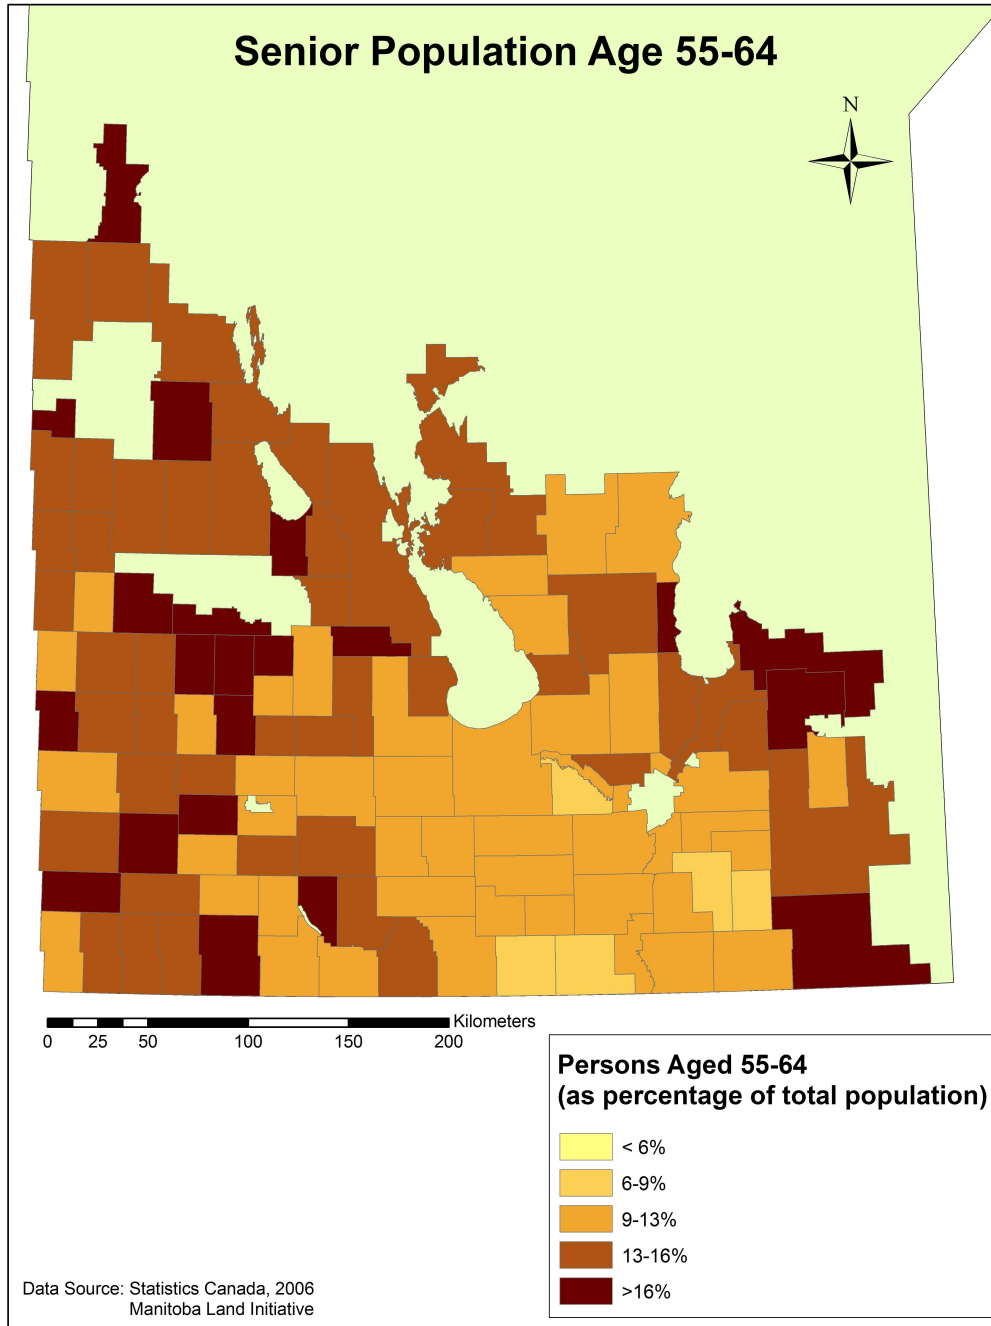 Senior Population Age 55-64
N
Kilometers
0 25 50 100 150 200
Persons Aged 55-64
(as percentage of total population)
< 6%
6-9%
9-13%
13-16%
>16%
Data Source: Statistics Canada, 2006
Manitoba Land Initiative